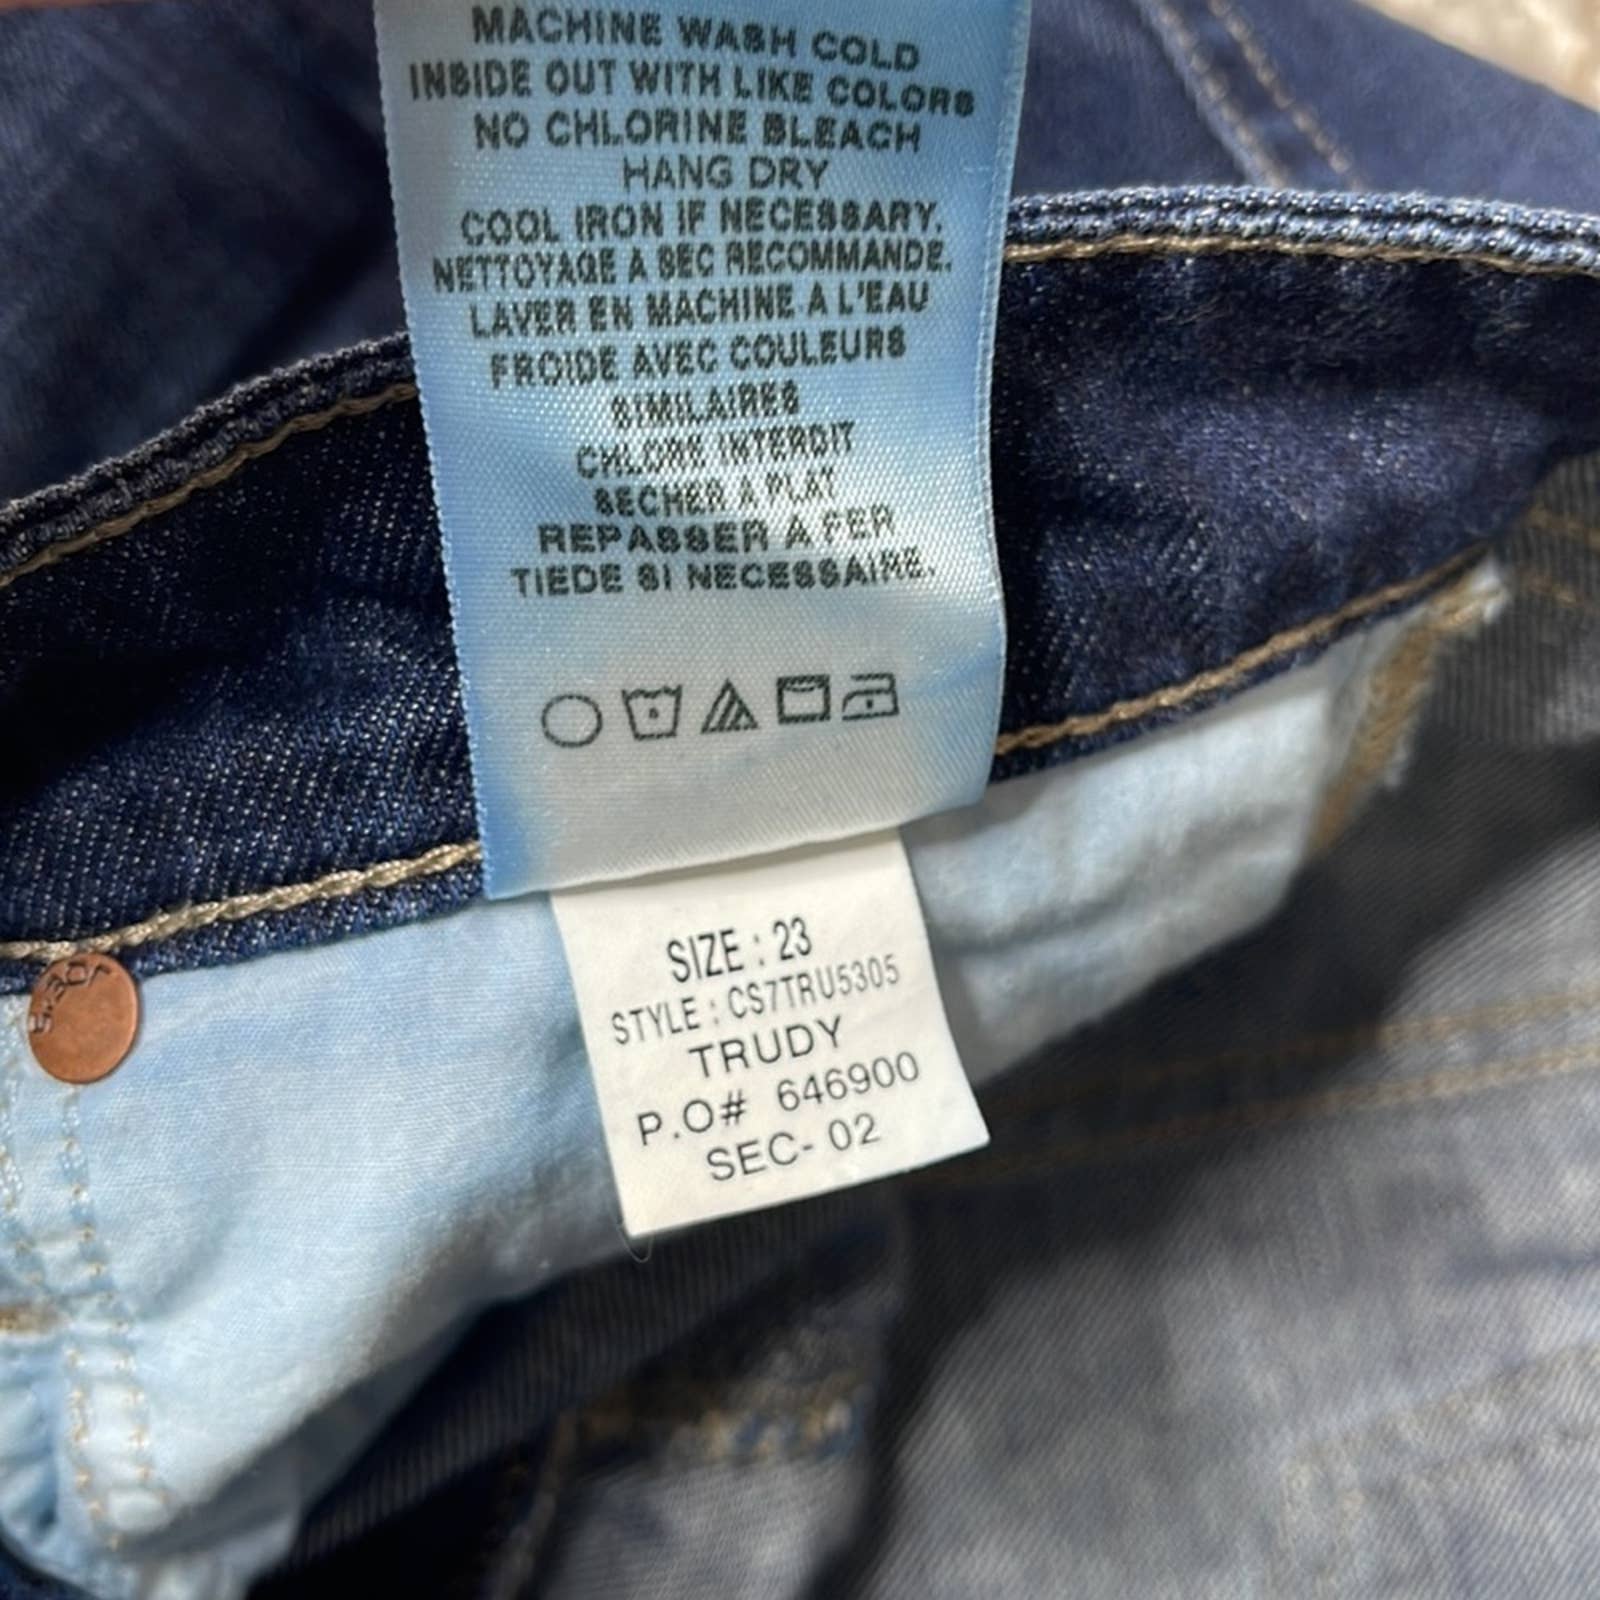 MACHINE WASH COLD
INSIDE OUT WITH LIKE COLORS
NO CHLORINE BLEACH
HANG DRY
COOL IRON IF NECESSARY.
NETTOYAGE A SEC RECOMMANDE.
LAVER EN MACHINE A L'EAU
FROIDE AVEC COULEURS
SIMILAIRES
CHLORE INTERDIT
SECHER A PLAT
REPASSER A FER
TIEDE SI NECESSAIRE.
SIZE : 23
STYLE : CS7TRU5305
TRUDY
P.O# 646900
SEC- 02
JOE'S